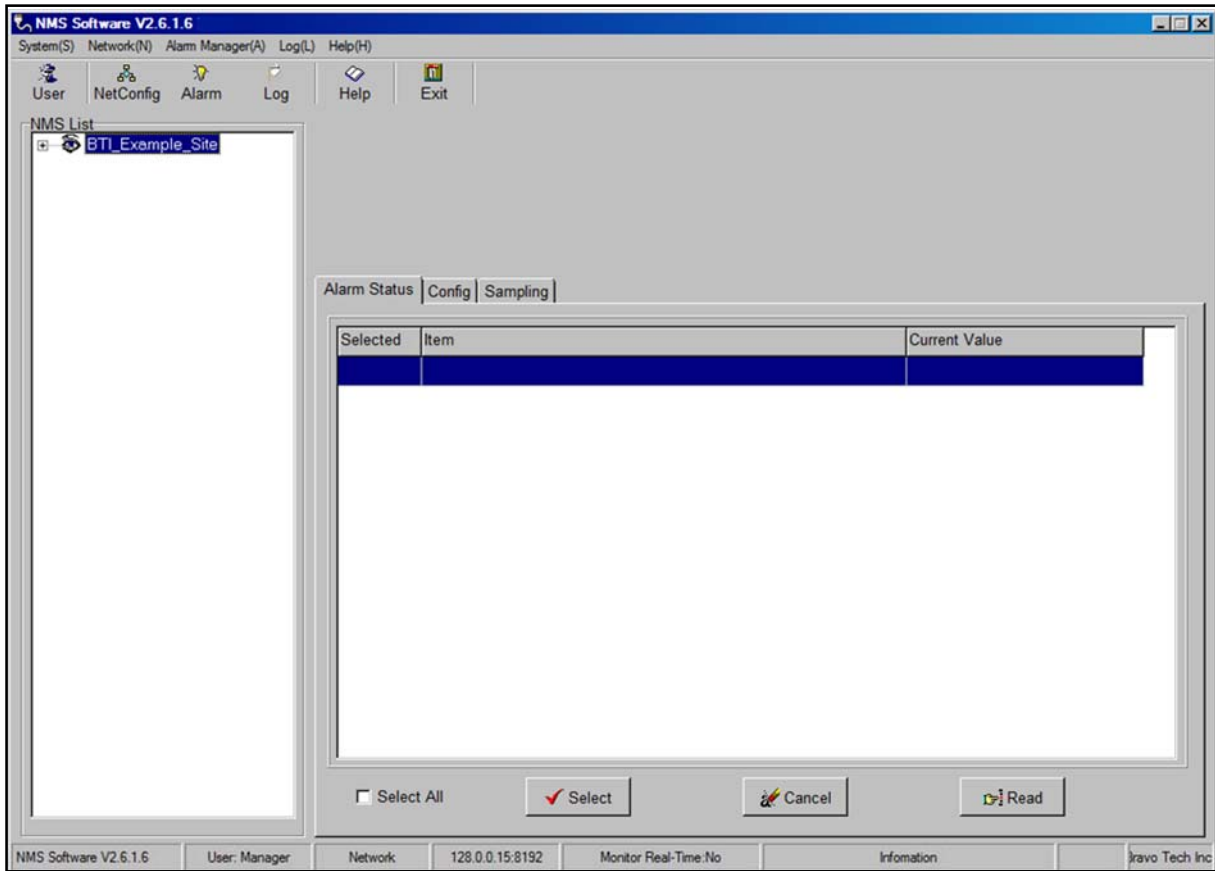 NMS Software V2.6.1.6
System(S) Network(N) Alarm Manager(A) Log(L) Help(H)
User NetConfig Alarm Log Help Exit
NMS List
BTI_Example_Site
Alarm Status Config Sampling
Selected Item Current Value
Select All Select Cancel Read
NMS Software V2.6.1.6 User: Manager Network 128.0.0.15:8192 Monitor Real-Time:No Infomation Tech Inc